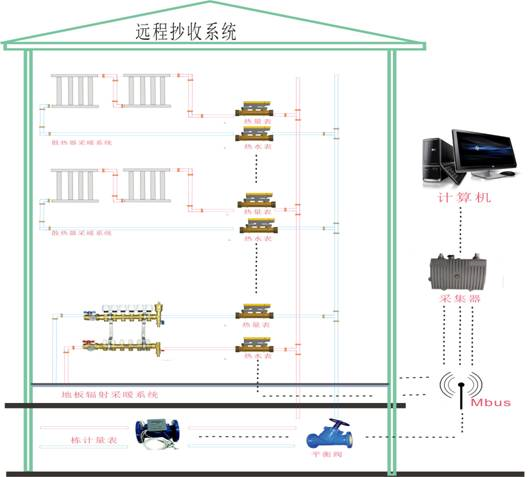 远程抄收系统
热量表
散热器采暖系统
热水表
计算机
热量表
散热器采暖系统
热水表
采集器
热量表
热水表
地板辐射采暖系统
Mbus
栋计量表
平衡阀